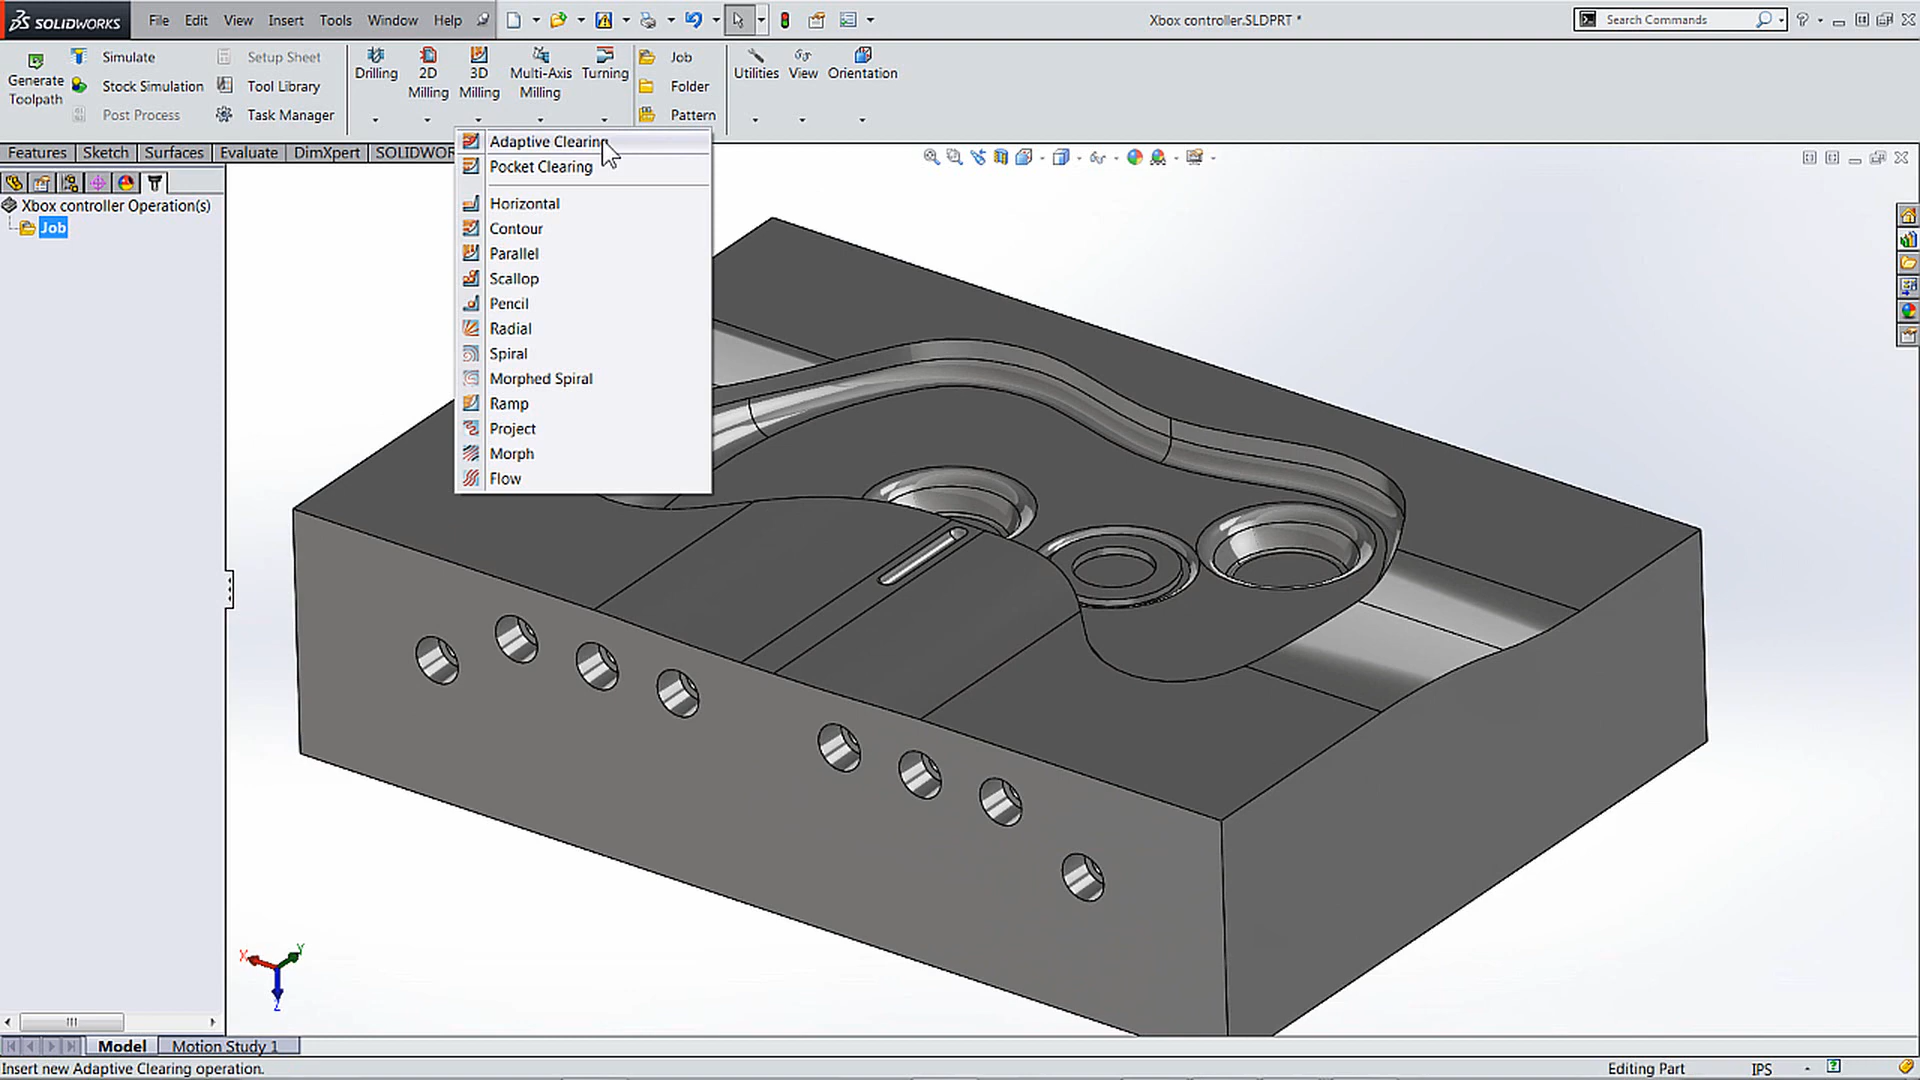 SOLIDWORKS File Edit View Insert Tools Window Help Xbox controller.SLDPRT * Search Commands
Generate Toolpath
Simulate
Stock Simulation
Post Process
Setup Sheet
Tool Library
Task Manager
Drilling
2D Milling
3D Milling
Multi-Axis Milling
Turning
Job
Folder
Pattern
Utilities
View
Orientation
Features Sketch Surfaces Evaluate DimXpert SOLIDWOR
Xbox controller Operation(s)
Job
Adaptive Clearing
Pocket Clearing
Horizontal
Contour
Parallel
Scallop
Pencil
Radial
Spiral
Morphed Spiral
Ramp
Project
Morph
Flow
X Y
Z
Model Motion Study 1
Insert new Adaptive Clearing operation. Editing Part IPS